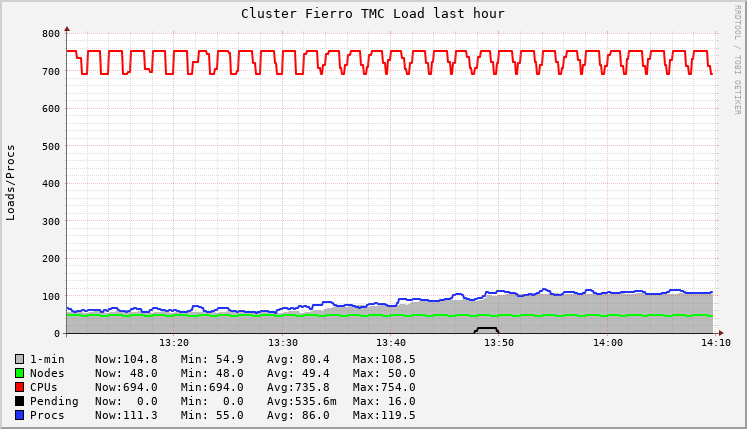 Cluster Fierro TMC Load last hour
RRDTOOL / TOBI OETIKER
Loads/Procs
800
700
600
500
400
300
200
100
0
13:20 13:30 13:40 13:50 14:00 14:10
1-min Now:104.8 Min: 54.9 Avg: 80.4 Max:108.5
Nodes Now: 48.0 Min: 48.0 Avg: 49.4 Max: 50.0
CPUs Now:694.0 Min:694.0 Avg:735.8 Max:754.0
Pending Now: 0.0 Min: 0.0 Avg:535.6m Max: 16.0
Procs Now:111.3 Min: 55.0 Avg: 86.0 Max:119.5